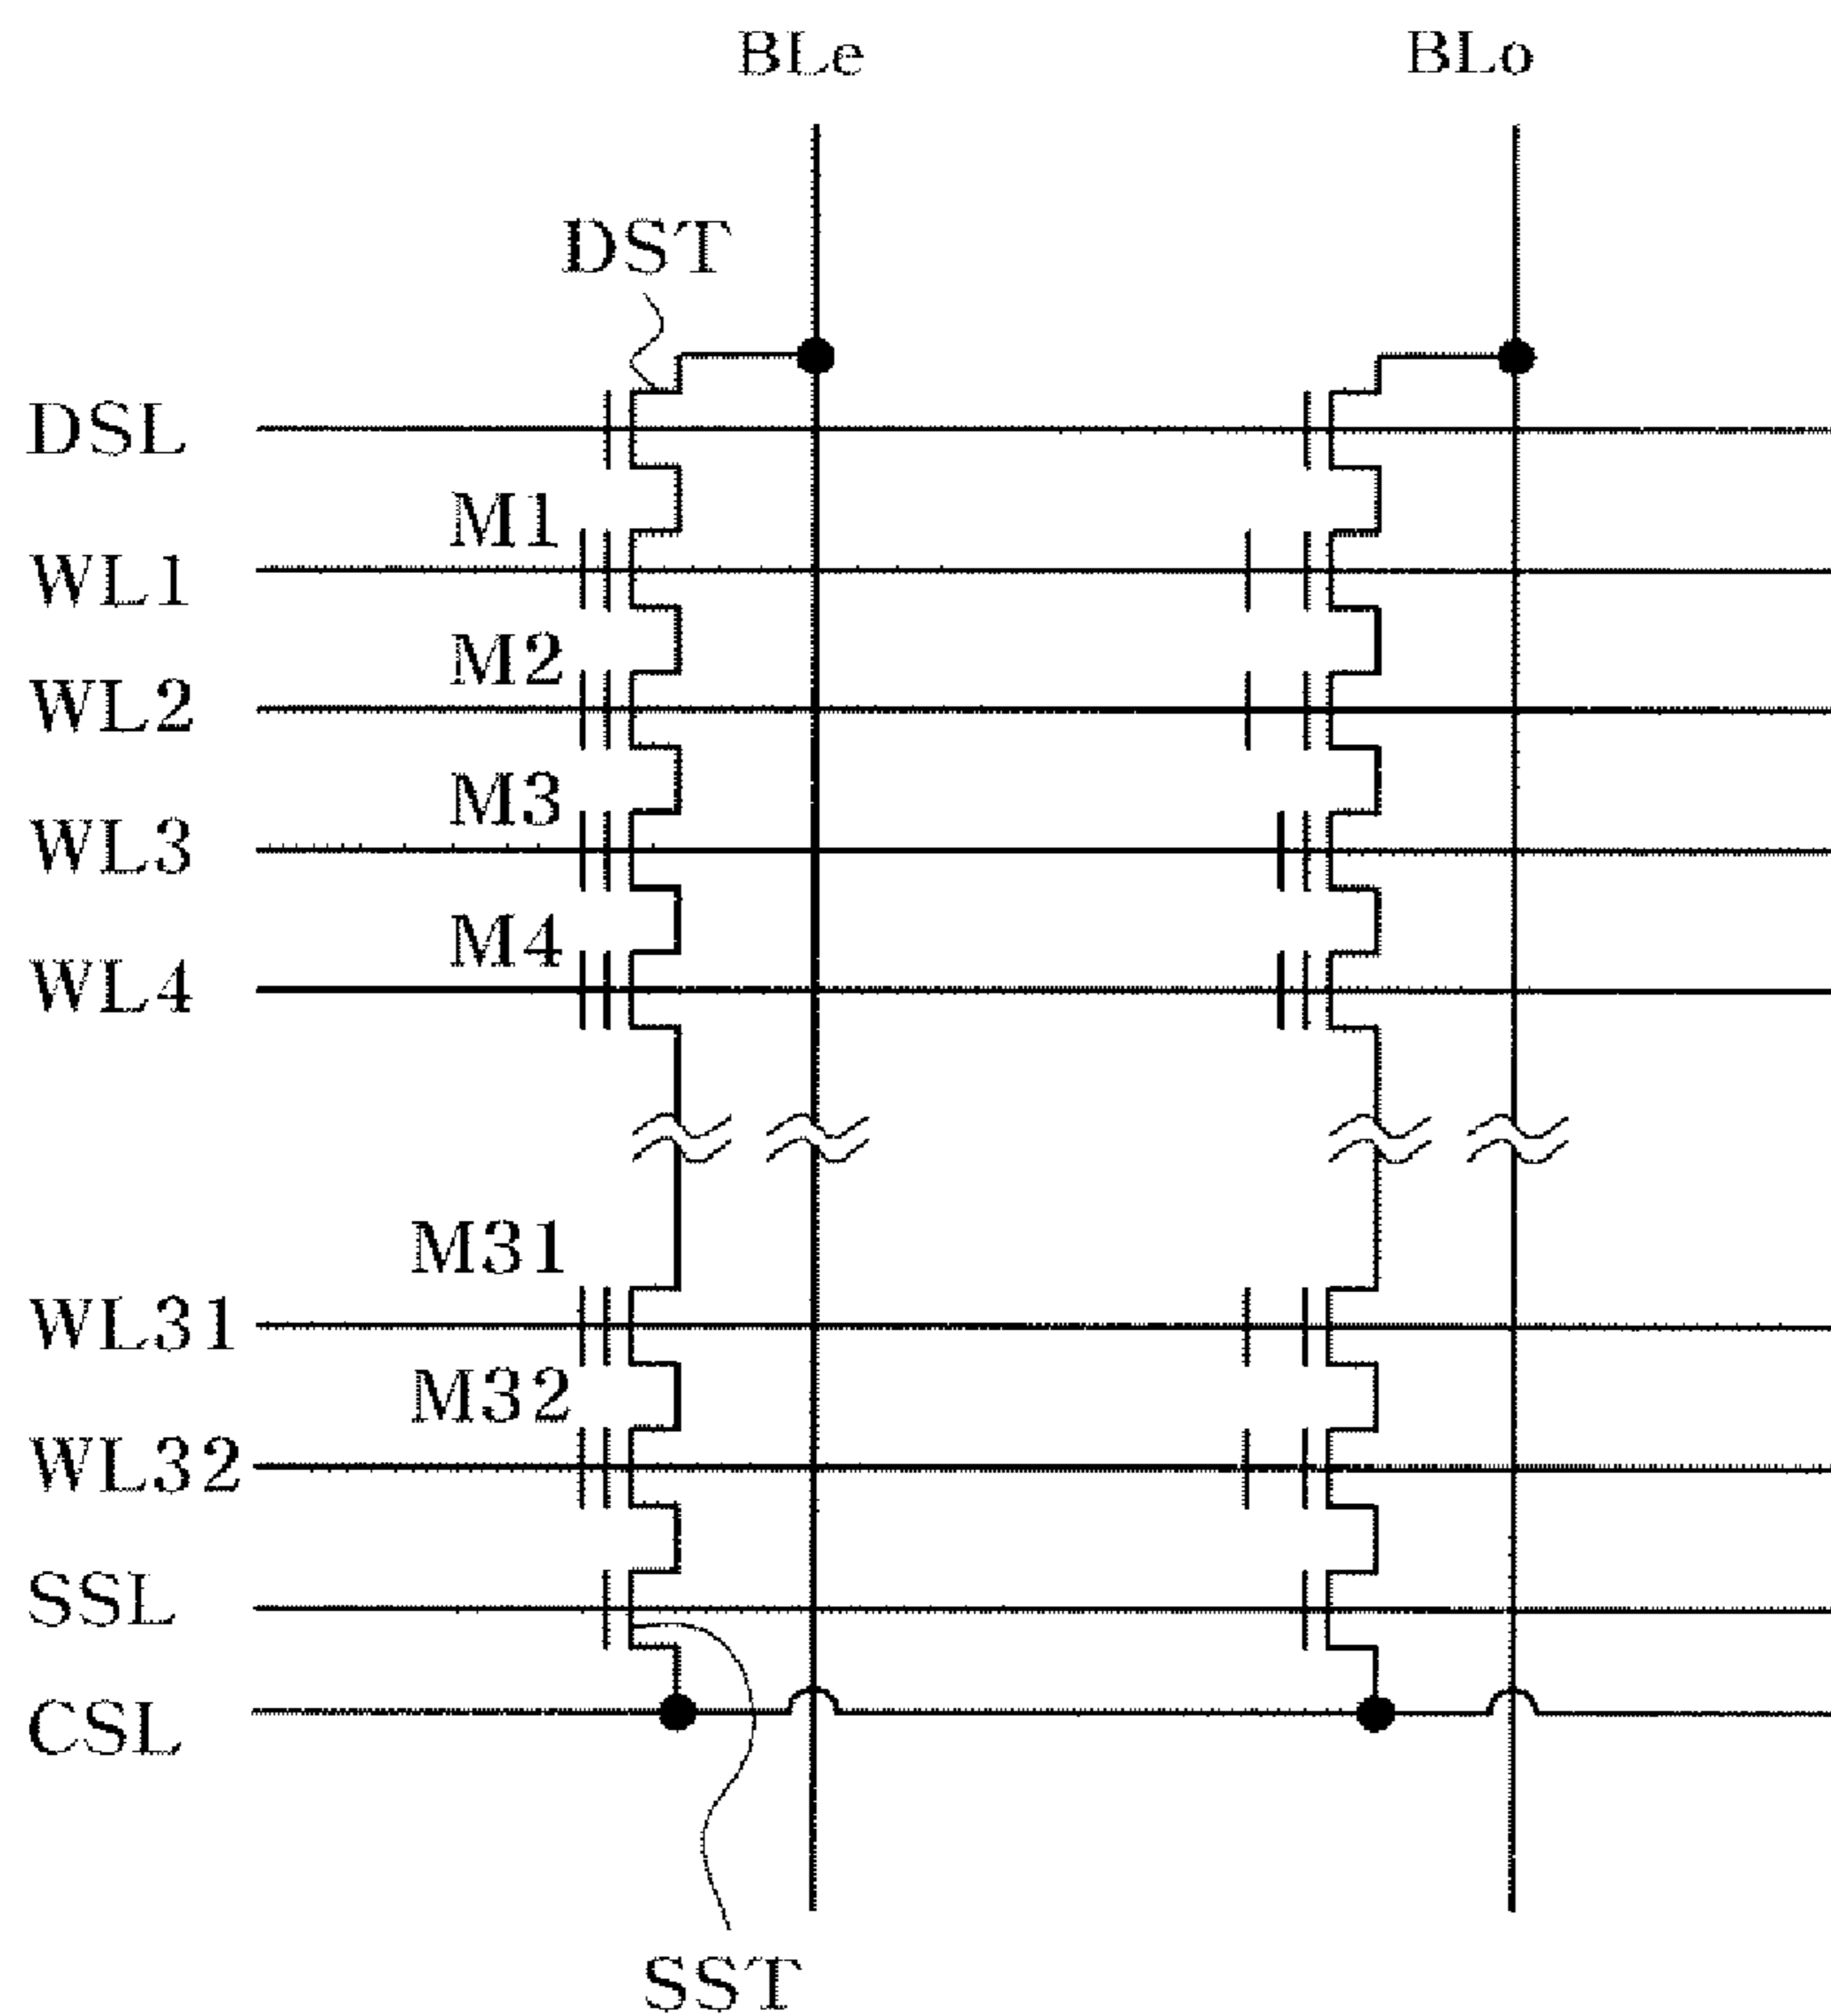 BLe BLo
DST
DSL
M1
WL1
M2
WL2
M3
WL3
M4
WL4
M31
WL31
M32
WL32
SSL
CSL
SST